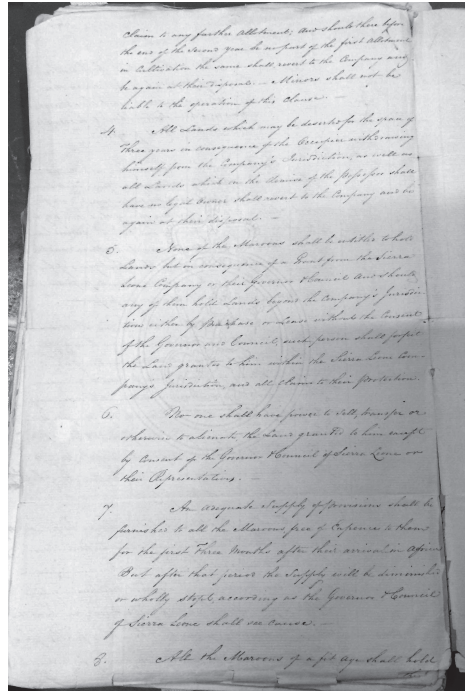 Claim to any further Allotment; And should there before
the end of the Second year be no part of the first Allotment
in Cultivation the same shall revert to the Company and
be again at their disposal. — Minors shall not be
liable to the operation of this Clause
4. All Lands which may be deserted for the space of
Three years in consequence of the Occupier withdrawing
himself from the Company's Jurisdiction, as well as
all Lands which in the demise of the Possessor shall
have no legal Owner shall revert to the Company and be
again at their disposal. —
5. None of the Maroons shall be entitled to hold
Lands but in consequence of a Grant from the Sierra
Leone Company or their Governor & Council And should
any of them hold Lands beyond the Company's Jurisdic-
tion either by Purchase or Lease without the Consent
of the Governor and Council, such person shall forfeit
the Land granted to him within the Sierra Leone Com-
pany's Jurisdiction, and all Claim to their Protection.
6. No one shall have power to sell, transfer or
otherwise to alienate the Land granted to him except
by Consent of the Governor & Council of Sierra Leone or
their Representatives. —
7. An adequate Supply of Provisions shall be
furnished to all the Maroons free of Expence to them
for the first Three Months after their arrival in Africa
But after that period the Supply will be diminished
or wholly stopt, according as the Governor & Council
of Sierra Leone shall see cause. —
8. All the Maroons of a fit age shall hold